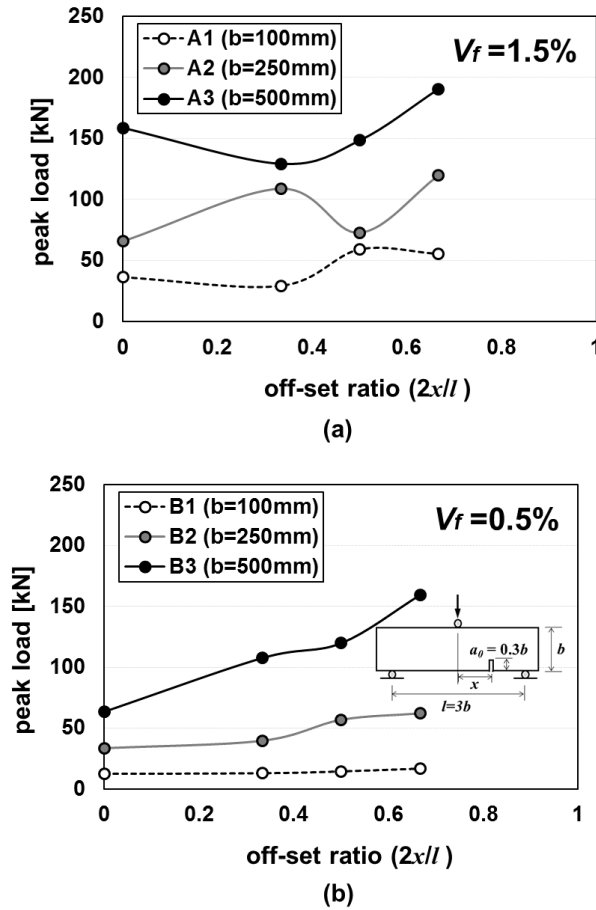 250
200
150
100
50
0
peak load [kN]
A1 (b=100mm)
A2 (b=250mm)
A3 (b=500mm)
Vf =1.5%
0 0.2 0.4 0.6 0.8 1
off-set ratio (2x/l )
(a)
250
200
150
100
50
0
peak load [kN]
B1 (b=100mm)
B2 (b=250mm)
B3 (b=500mm)
Vf =0.5%
a0 = 0.3b
b
x
l=3b
0 0.2 0.4 0.6 0.8 1
off-set ratio (2x/l )
(b)